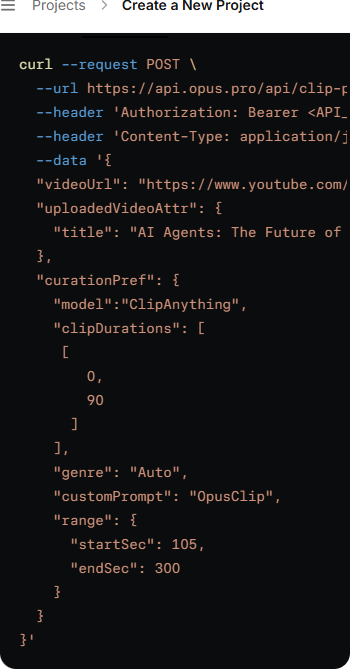 Projects > Create a New Project
curl --request POST \
--url https://api.opus.pro/api/clip-p
--header 'Authorization: Bearer <API_
--header 'Content-Type: application/j
--data '{
"videoUrl": "https://www.youtube.com/
"uploadedVideoAttr": {
"title": "AI Agents: The Future of
},
"curationPref": {
"model":"ClipAnything",
"clipDurations": [
[
0,
90
]
],
"genre": "Auto",
"customPrompt": "OpusClip",
"range": {
"startSec": 105,
"endSec": 300
}
}
}'